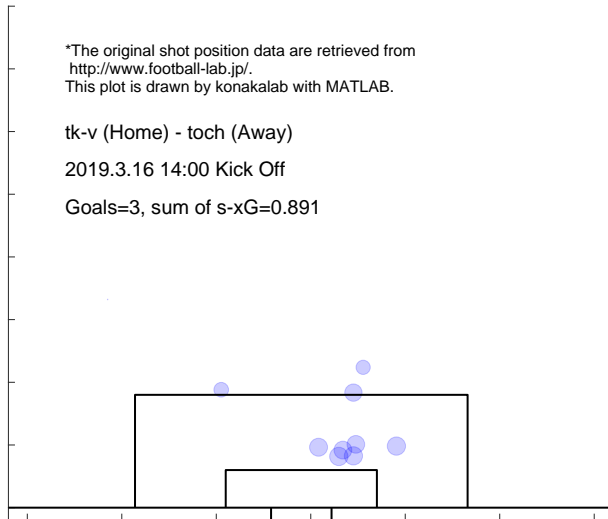 *The original shot position data are retrieved from
http://www.football-lab.jp/.
This plot is drawn by konakalab with MATLAB.
tk-v (Home) - toch (Away)
2019.3.16 14:00 Kick Off
Goals=3, sum of s-xG=0.891